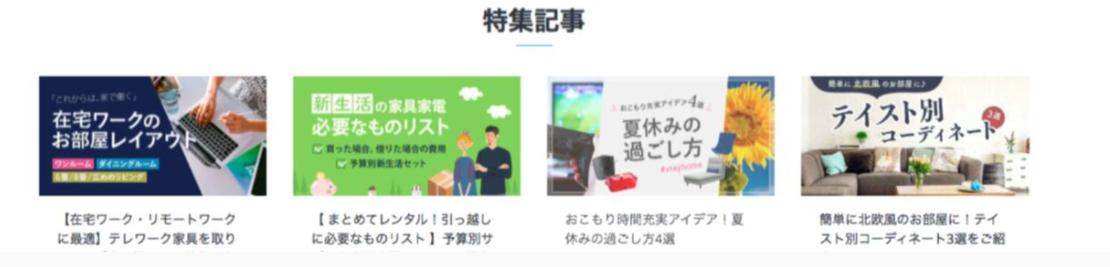 特集記事
「これからは、家で働く」
在宅ワークの
お部屋レイアウト
ワンルーム ダイニングルーム
6畳/8畳/広めのリビング
【在宅ワーク・リモートワーク
に最適】テレワーク家具を取り
新生活の家具家電
必要なものリスト
買った場合、借りた場合の費用
予算別新生活セット
【 まとめてレンタル！引っ越し
に必要なものリスト 】予算別サ
おこもり充実アイデア4選
夏休みの
過ごし方
#stayhome
おこもり時間充実アイデア！夏
休みの過ごし方4選
簡単に北欧風のお部屋に♪
テイスト別
コーディネート
3選
簡単に北欧風のお部屋に！テイ
スト別コーディネート3選をご紹